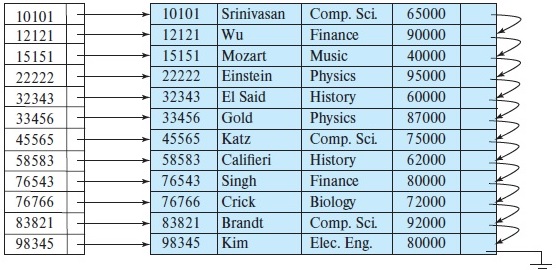 10101 10101 Srinivasan Comp. Sci. 65000
12121 12121 Wu Finance 90000
15151 15151 Mozart Music 40000
22222 22222 Einstein Physics 95000
32343 32343 El Said History 60000
33456 33456 Gold Physics 87000
45565 45565 Katz Comp. Sci. 75000
58583 58583 Califieri History 62000
76543 76543 Singh Finance 80000
76766 76766 Crick Biology 72000
83821 83821 Brandt Comp. Sci. 92000
98345 98345 Kim Elec. Eng. 80000